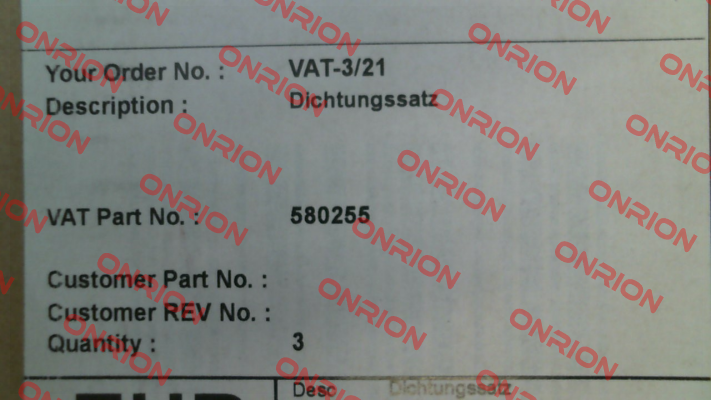 Your Order No. : VAT-3/21
Description : Dichtungssatz
VAT Part No. : 580255
Customer Part No. :
Customer REV No. :
Quantity : 3
Desc Dichtungssatz
ONRION